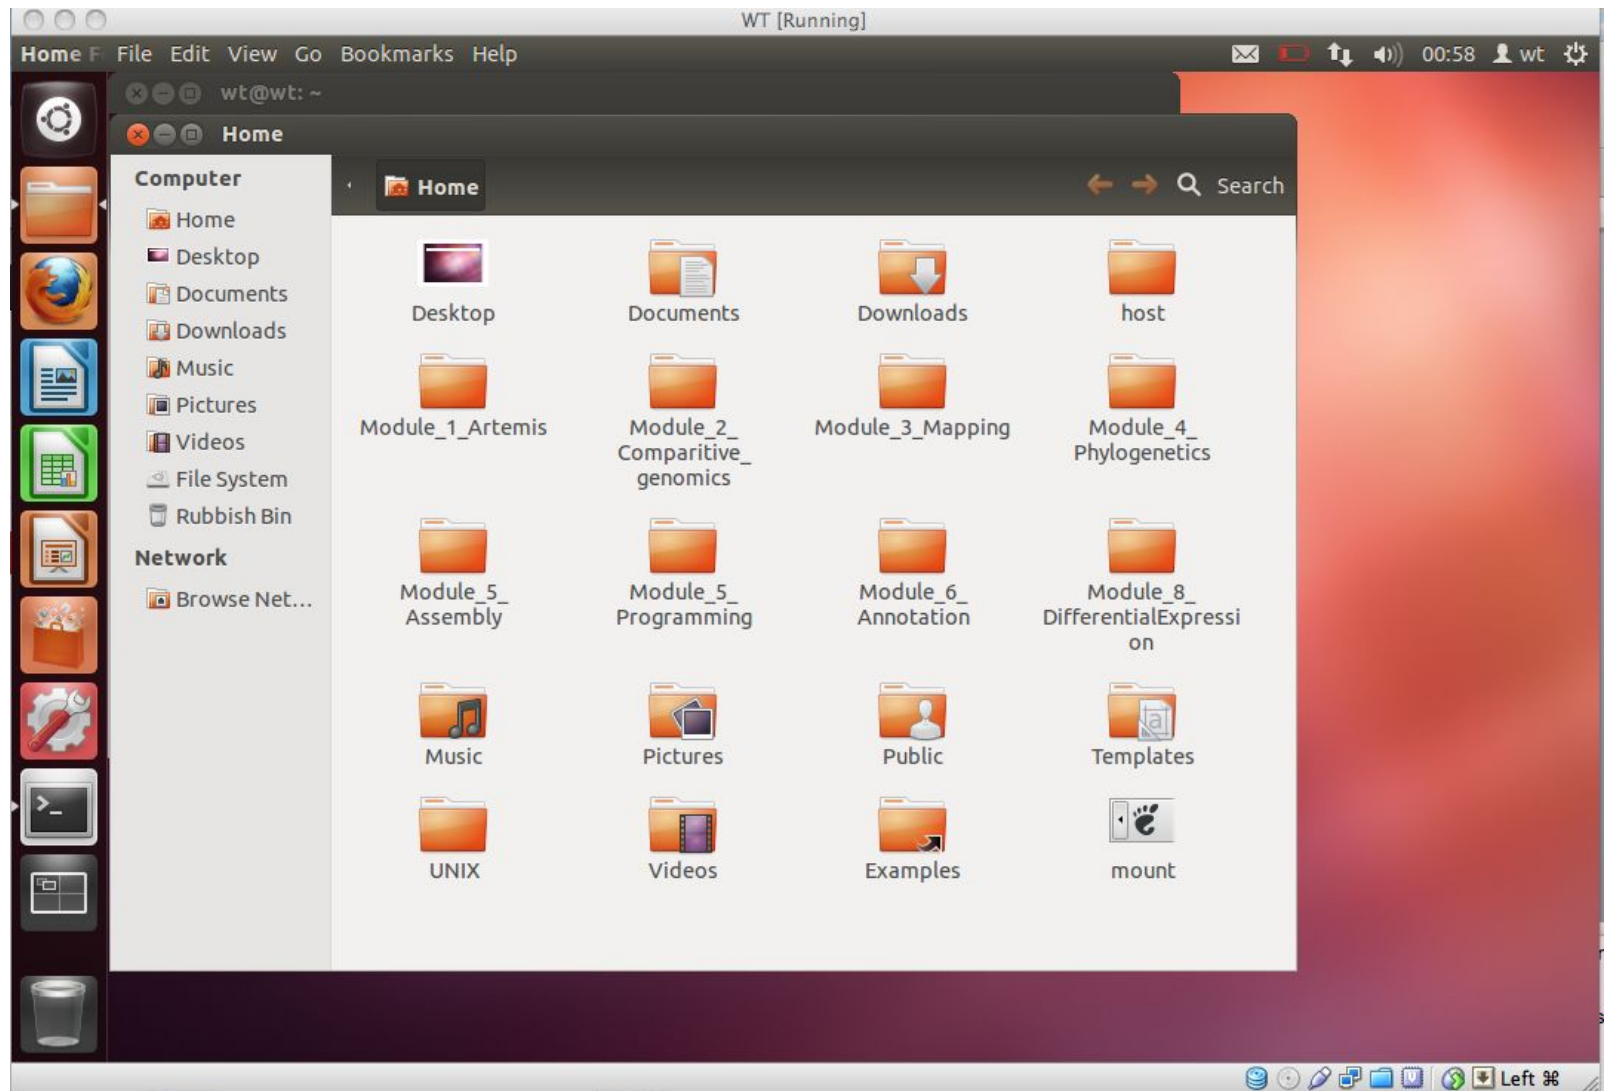 WT [Running]
Home F File Edit View Go Bookmarks Help 00:58 wt
wt@wt: ~
Home
Computer
Home
Desktop
Documents
Downloads
Music
Pictures
Videos
File System
Rubbish Bin
Network
Browse Net...
Home Search
Desktop Documents Downloads host
Module_1_Artemis Module_2_ Module_3_Mapping Module_4_
Comparitive_ Phylogenetics
genomics
Module_5_ Module_5_ Module_6_ Module_8_
Assembly Programming Annotation DifferentialExpressi
on
Music Pictures Public Templates
UNIX Videos Examples mount
Left ⌘